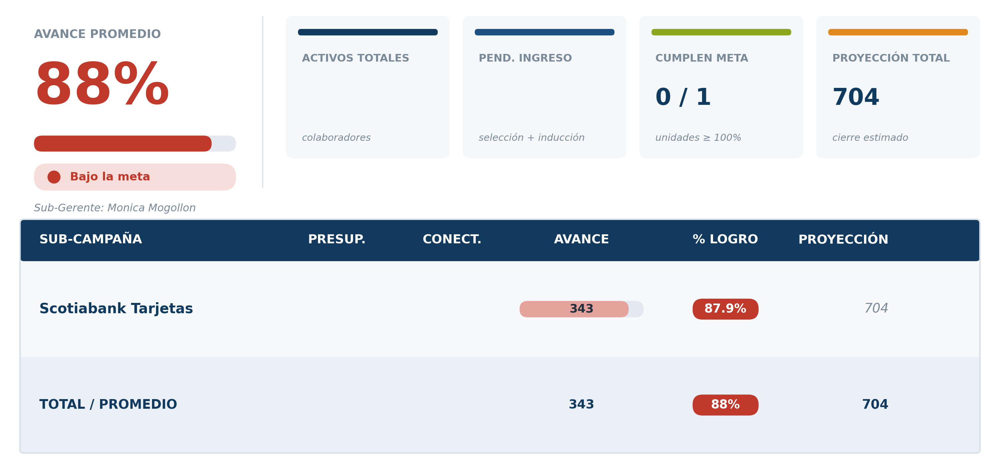 AVANCE PROMEDIO
88%
Bajo la meta
Sub-Gerente: Monica Mogollon
ACTIVOS TOTALES
colaboradores
PEND. INGRESO
selección + inducción
CUMPLEN META
0 / 1
unidades ≥ 100%
PROYECCIÓN TOTAL
704
cierre estimado
SUB-CAMPAÑA PRESUP. CONECT. AVANCE % LOGRO PROYECCIÓN
Scotiabank Tarjetas 343 87.9% 704
TOTAL / PROMEDIO 343 88% 704